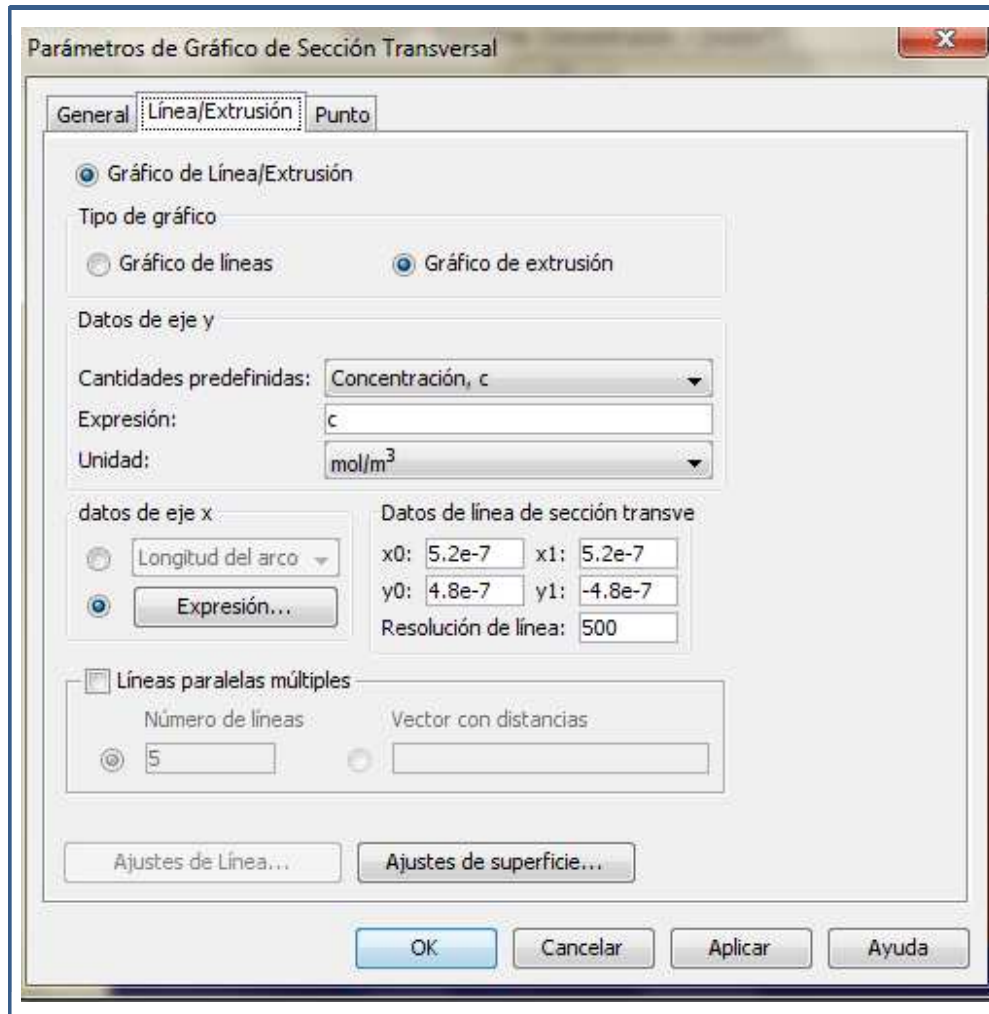 Parámetros de Gráfico de Sección Transversal
General Línea/Extrusión Punto
Gráfico de Línea/Extrusión
Tipo de gráfico
Gráfico de líneas Gráfico de extrusión
Datos de eje y
Cantidades predefinidas: Concentración, c
Expresión: c
Unidad: mol/m³
datos de eje x
Longitud del arco
Expresión...
Datos de línea de sección transve
x0: 5.2e-7 x1: 5.2e-7
y0: 4.8e-7 y1: -4.8e-7
Resolución de línea: 500
Líneas paralelas múltiples
Número de líneas Vector con distancias
5
Ajustes de Línea... Ajustes de superficie...
OK Cancelar Aplicar Ayuda